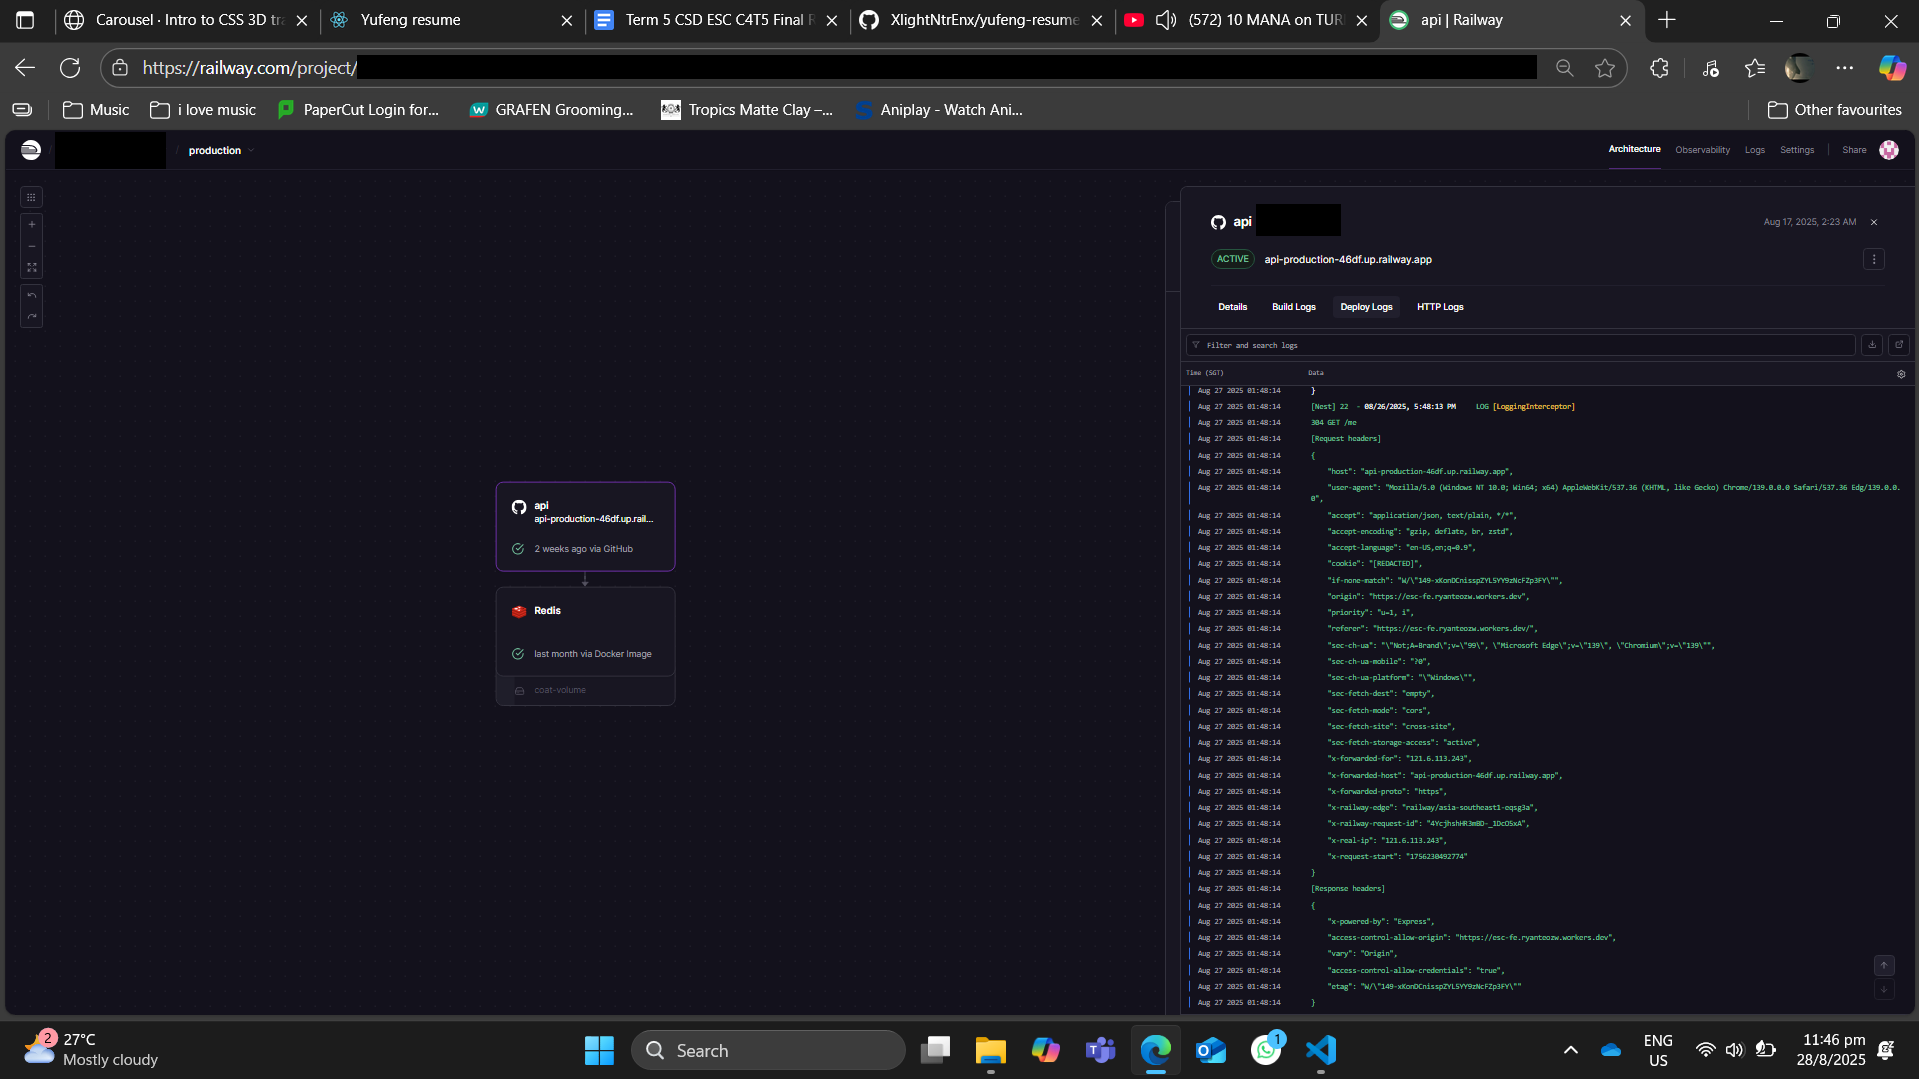 Carousel · Intro to CSS 3D tra
Yufeng resume
Term 5 CSD ESC C4T5 Final R
XlightNtrEnx/yufeng-resume
(572) 10 MANA on TUR
api | Railway
https://railway.com/project/
Music
i love music
PaperCut Login for...
GRAFEN Grooming...
Tropics Matte Clay –...
Aniplay - Watch Ani...
Other favourites
/ / production
Architecture
Observability
Logs
Settings
Share
api
Aug 17, 2025, 2:23 AM
ACTIVE
api-production-46df.up.railway.app
Details
Build Logs
Deploy Logs
HTTP Logs
Filter and search logs
Time (SGT) Data
Aug 27 2025 01:48:14 }
Aug 27 2025 01:48:14 [Nest] 22 - 08/26/2025, 5:48:13 PM LOG [LoggingInterceptor]
Aug 27 2025 01:48:14 304 GET /me
Aug 27 2025 01:48:14 [Request headers]
Aug 27 2025 01:48:14 {
Aug 27 2025 01:48:14 "host": "api-production-46df.up.railway.app",
Aug 27 2025 01:48:14 "user-agent": "Mozilla/5.0 (Windows NT 10.0; Win64; x64) AppleWebKit/537.36 (KHTML, like Gecko) Chrome/139.0.0.0 Safari/537.36 Edg/139.0.0.
0",
Aug 27 2025 01:48:14 "accept": "application/json, text/plain, */*",
Aug 27 2025 01:48:14 "accept-encoding": "gzip, deflate, br, zstd",
Aug 27 2025 01:48:14 "accept-language": "en-US,en;q=0.9",
Aug 27 2025 01:48:14 "cookie": "[REDACTED]",
Aug 27 2025 01:48:14 "if-none-match": "W/\"149-xKonDCnisspZYL5YY9zNcFZp3FY\"",
Aug 27 2025 01:48:14 "origin": "https://esc-fe.ryanteozw.workers.dev",
Aug 27 2025 01:48:14 "priority": "u=1, i",
Aug 27 2025 01:48:14 "referer": "https://esc-fe.ryanteozw.workers.dev/",
Aug 27 2025 01:48:14 "sec-ch-ua": "\"Not;A=Brand\";v=\"99\", \"Microsoft Edge\";v=\"139\", \"Chromium\";v=\"139\"",
Aug 27 2025 01:48:14 "sec-ch-ua-mobile": "?0",
Aug 27 2025 01:48:14 "sec-ch-ua-platform": "\"Windows\"",
Aug 27 2025 01:48:14 "sec-fetch-dest": "empty",
Aug 27 2025 01:48:14 "sec-fetch-mode": "cors",
Aug 27 2025 01:48:14 "sec-fetch-site": "cross-site",
Aug 27 2025 01:48:14 "sec-fetch-storage-access": "active",
Aug 27 2025 01:48:14 "x-forwarded-for": "121.6.113.243",
Aug 27 2025 01:48:14 "x-forwarded-host": "api-production-46df.up.railway.app",
Aug 27 2025 01:48:14 "x-forwarded-proto": "https",
Aug 27 2025 01:48:14 "x-railway-edge": "railway/asia-southeast1-eqsg3a",
Aug 27 2025 01:48:14 "x-railway-request-id": "4YcjhshHR3mBD-_1DcO5xA",
Aug 27 2025 01:48:14 "x-real-ip": "121.6.113.243",
Aug 27 2025 01:48:14 "x-request-start": "1756230492774"
Aug 27 2025 01:48:14 }
Aug 27 2025 01:48:14 [Response headers]
Aug 27 2025 01:48:14 {
Aug 27 2025 01:48:14 "x-powered-by": "Express",
Aug 27 2025 01:48:14 "access-control-allow-origin": "https://esc-fe.ryanteozw.workers.dev",
Aug 27 2025 01:48:14 "vary": "Origin",
Aug 27 2025 01:48:14 "access-control-allow-credentials": "true",
Aug 27 2025 01:48:14 "etag": "W/\"149-xKonDCnisspZYL5YY9zNcFZp3FY\""
Aug 27 2025 01:48:14 }
api
api-production-46df.up.rail...
2 weeks ago via GitHub
Redis
last month via Docker Image
coat-volume
2
27°C
Mostly cloudy
Search
1
ENG
US
11:46 pm
28/8/2025